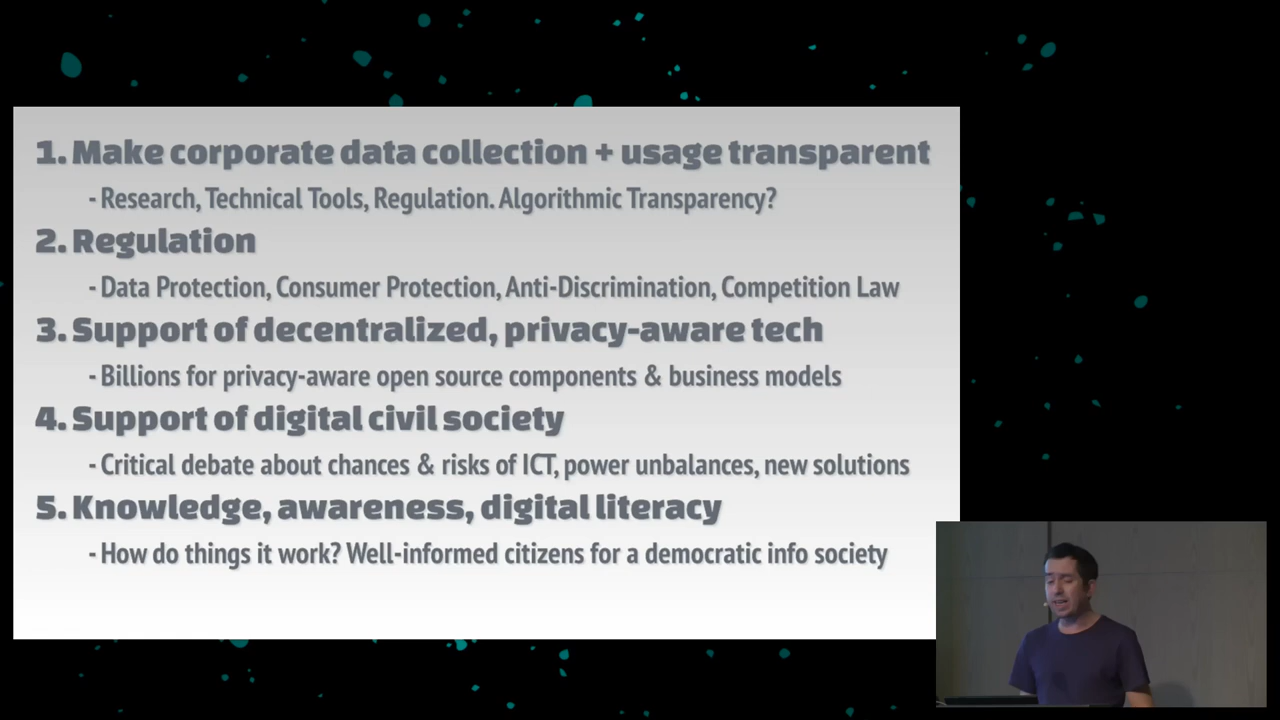 1. Make corporate data collection + usage transparent
- Research, Technical Tools, Regulation. Algorithmic Transparency?
2. Regulation
- Data Protection, Consumer Protection, Anti-Discrimination, Competition Law
3. Support of decentralized, privacy-aware tech
- Billions for privacy-aware open source components & business models
4. Support of digital civil society
- Critical debate about chances & risks of ICT, power unbalances, new solutions
5. Knowledge, awareness, digital literacy
- How do things it work? Well-informed citizens for a democratic info society